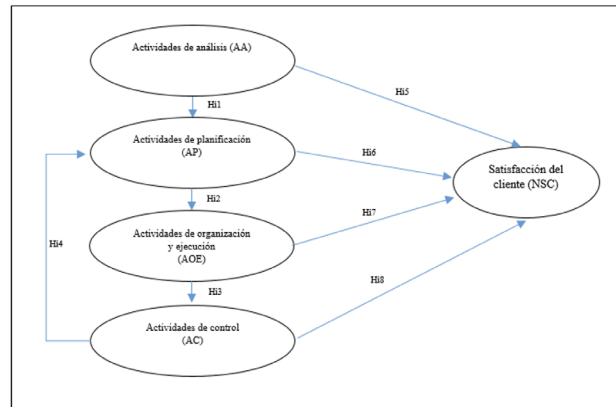 Actividades de análisis (AA)
Hi1
Hi5
Actividades de planificación
(AP)
Hi6
Satisfacción del
cliente (NSC)
Hi2
Hi7
Actividades de organización
y ejecución
(AOE)
Hi4
Hi3
Hi8
Actividades de control
(AC)